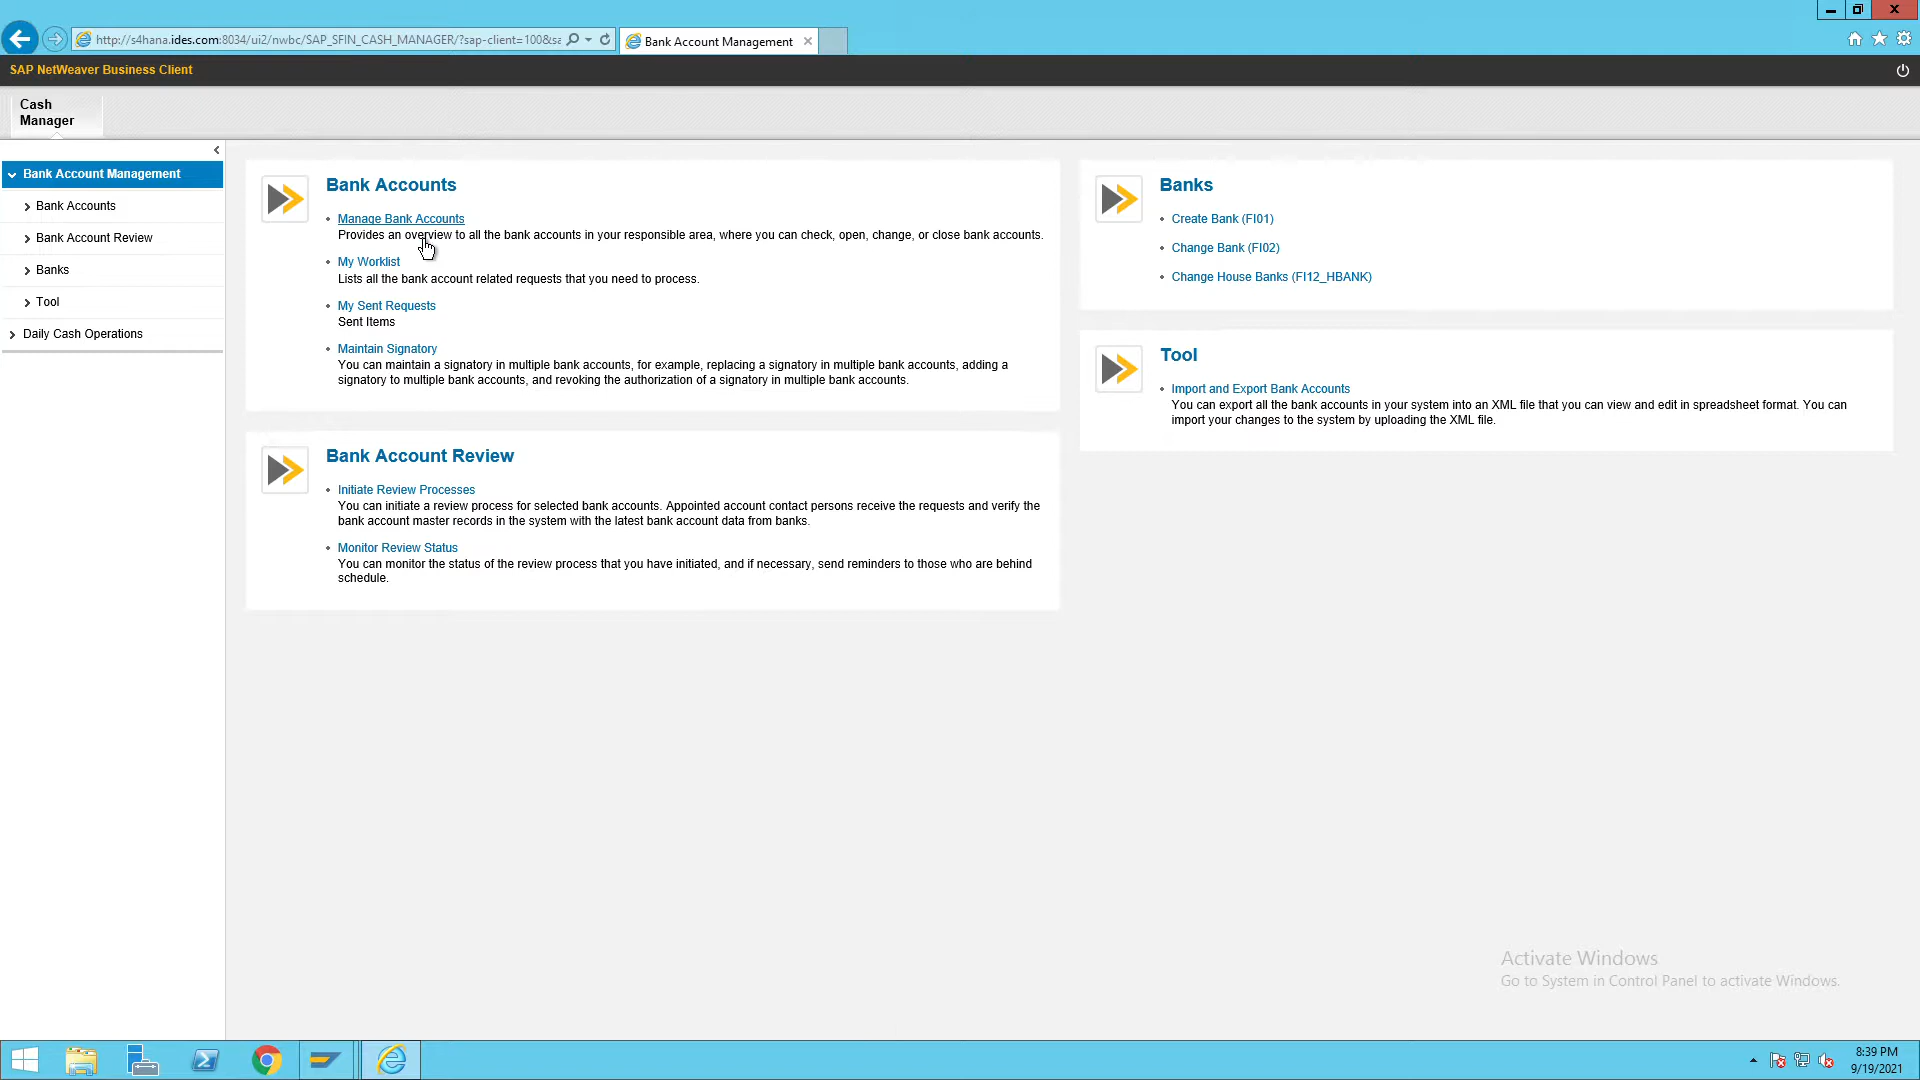 http://s4hana.ides.com:8034/ui2/nwbc/SAP_SFIN_CASH_MANAGER/?sap-client=100&sa
Bank Account Management
SAP NetWeaver Business Client
Cash
Manager
Bank Account Management
Bank Accounts
Bank Account Review
Banks
Tool
Daily Cash Operations
Bank Accounts
Manage Bank Accounts
Provides an overview to all the bank accounts in your responsible area, where you can check, open, change, or close bank accounts.
My Worklist
Lists all the bank account related requests that you need to process.
My Sent Requests
Sent Items
Maintain Signatory
You can maintain a signatory in multiple bank accounts, for example, replacing a signatory in multiple bank accounts, adding a
signatory to multiple bank accounts, and revoking the authorization of a signatory in multiple bank accounts.
Bank Account Review
Initiate Review Processes
You can initiate a review process for selected bank accounts. Appointed account contact persons receive the requests and verify the
bank account master records in the system with the latest bank account data from banks.
Monitor Review Status
You can monitor the status of the review process that you have initiated, and if necessary, send reminders to those who are behind
schedule.
Banks
Create Bank (FI01)
Change Bank (FI02)
Change House Banks (FI12_HBANK)
Tool
Import and Export Bank Accounts
You can export all the bank accounts in your system into an XML file that you can view and edit in spreadsheet format. You can
import your changes to the system by uploading the XML file.
Activate Windows
Go to System in Control Panel to activate Windows.
8:39 PM
9/19/2021